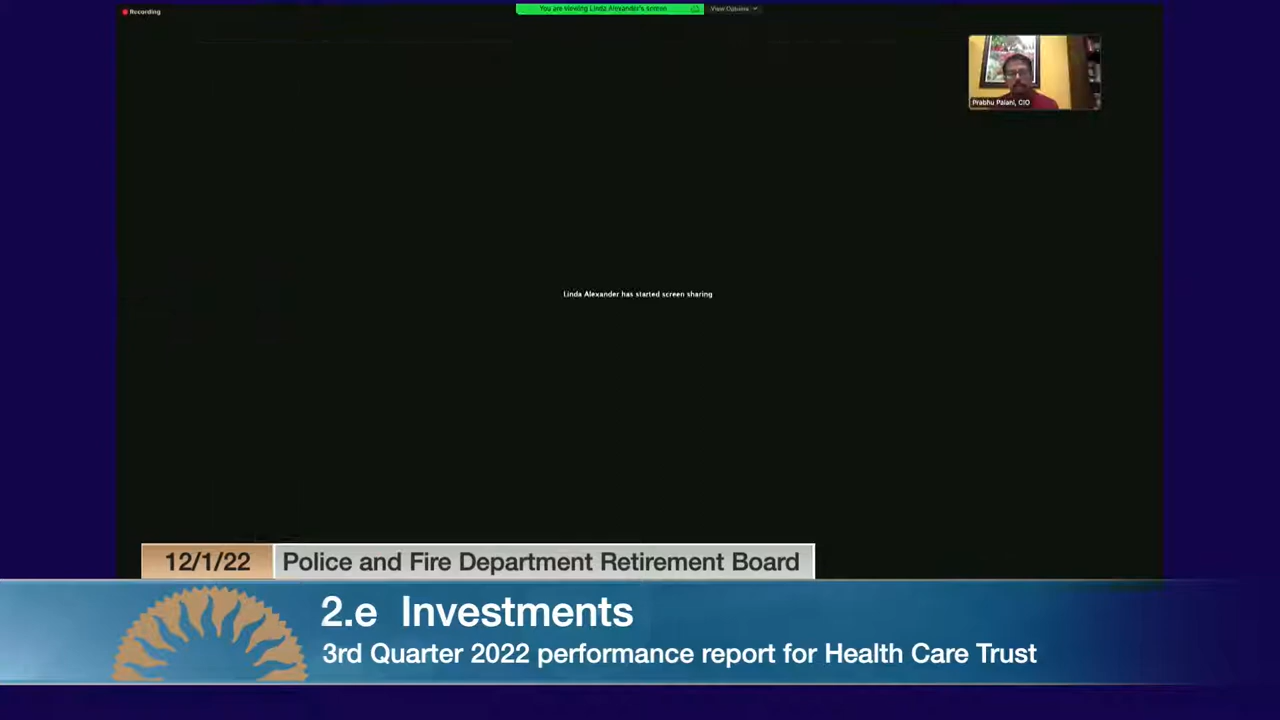 Recording
You are viewing Linda Alexander's screen
View Options
Prabhu Palani, CIO
Linda Alexander has started screen sharing
12/1/22
Police and Fire Department Retirement Board
2.e Investments
3rd Quarter 2022 performance report for Health Care Trust